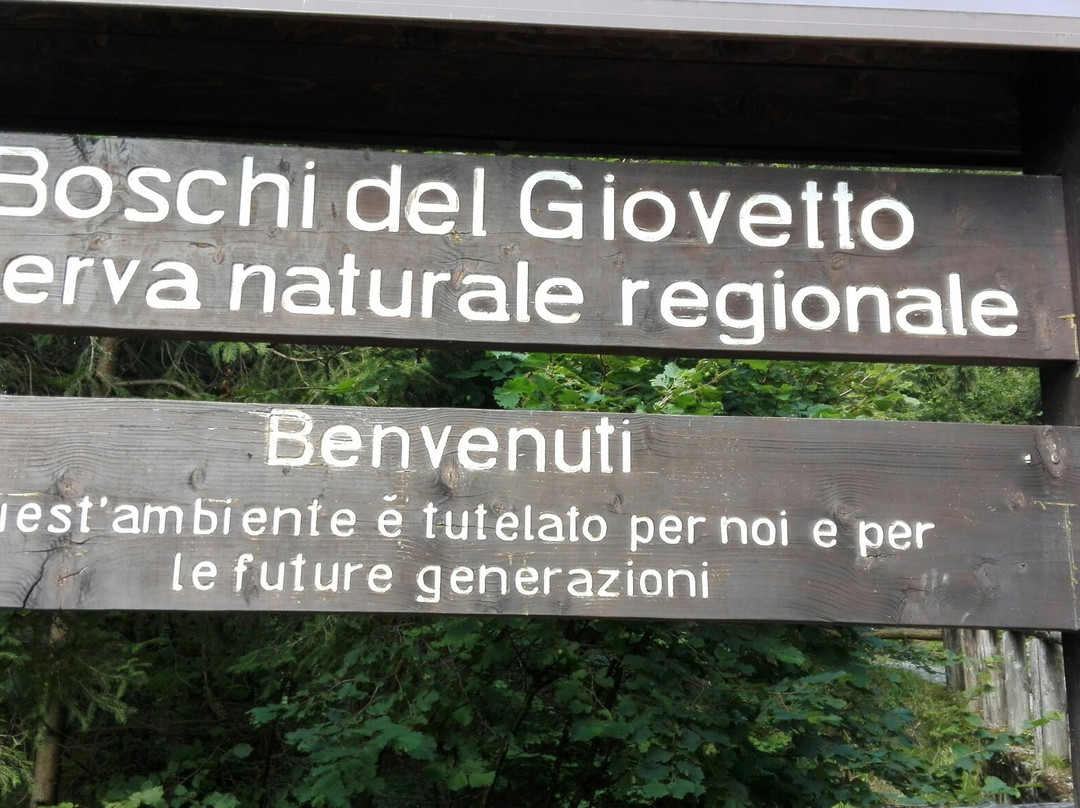 Boschi del Giovetto
erva naturale regionale
Benvenuti
uest'ambiente è tutelato per noi e per
le future generazioni